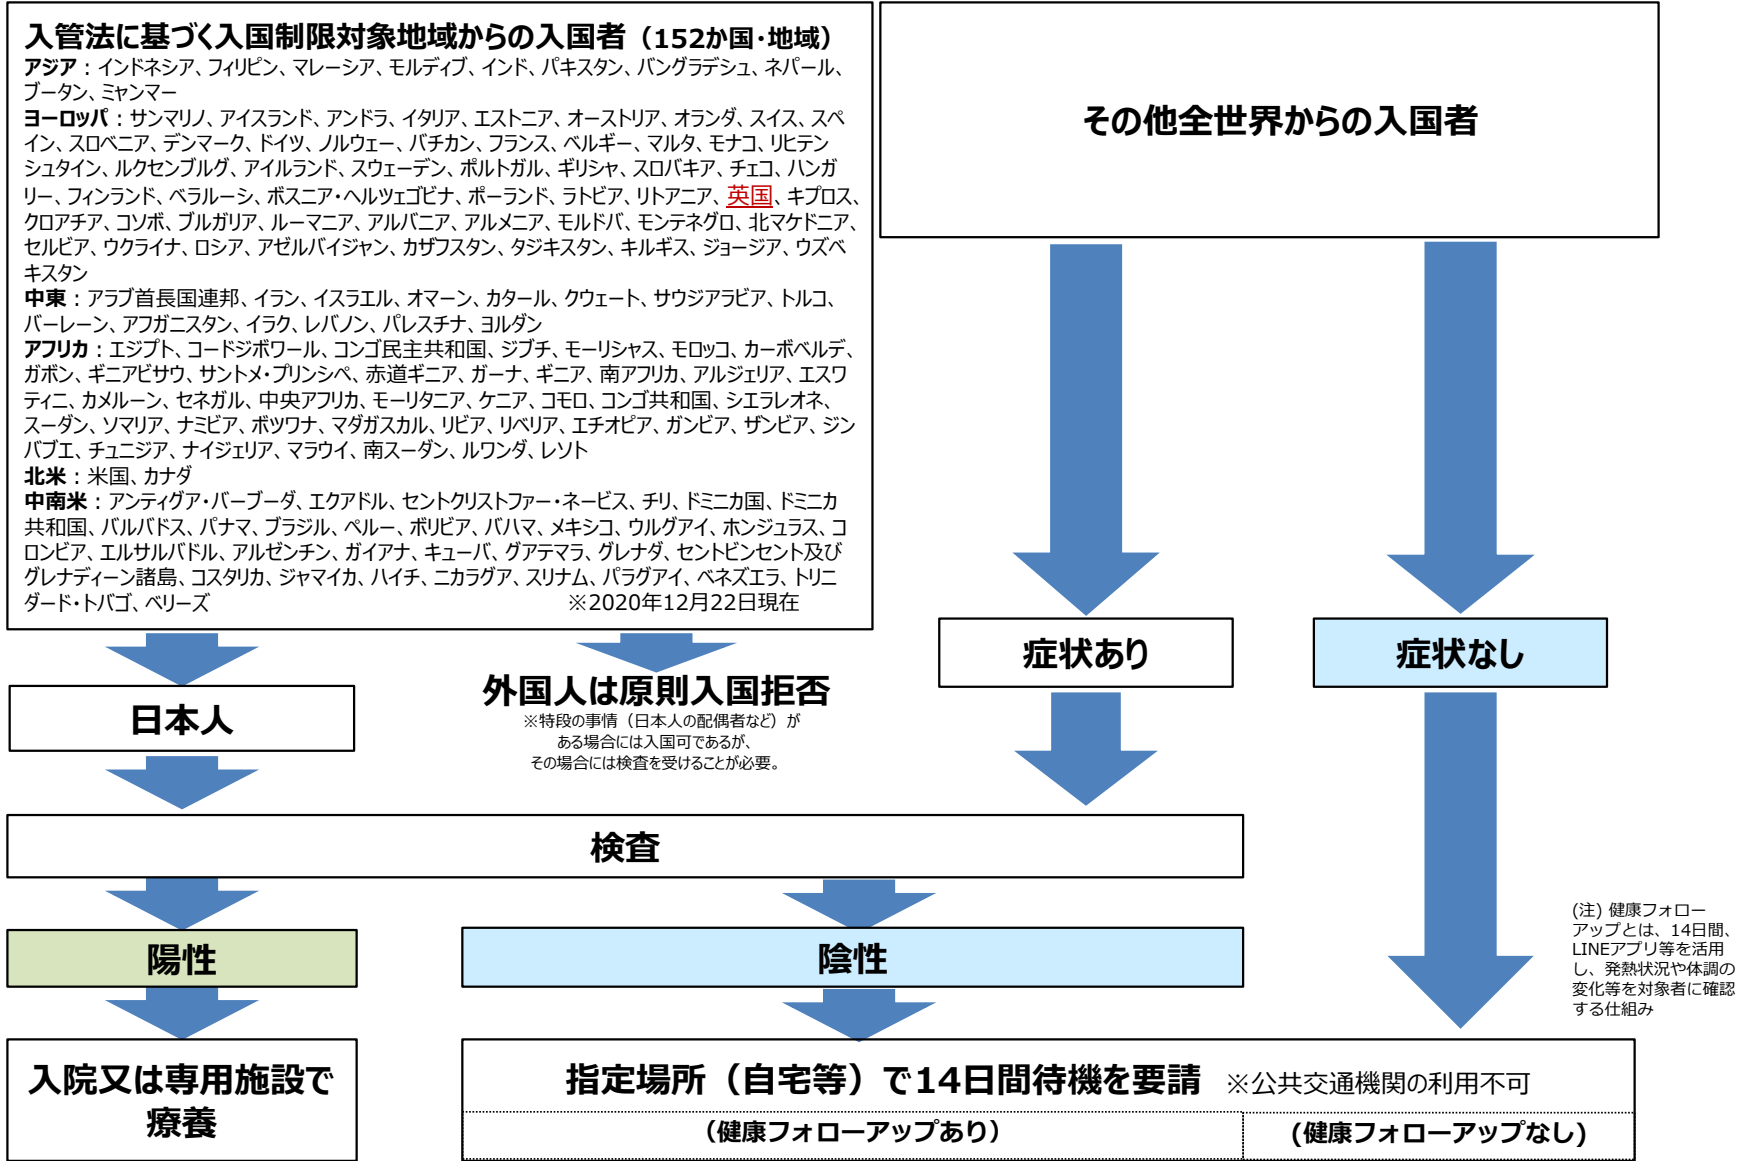 入管法に基づく入国制限対象地域からの入国者（152か国・地域）
アジア：インドネシア、フィリピン、マレーシア、モルディブ、インド、パキスタン、バングラデシュ、ネパール、
ブータン、ミャンマー
ヨーロッパ：サンマリノ、アイスランド、アンドラ、イタリア、エストニア、オーストリア、オランダ、スイス、スペ
イン、スロベニア、デンマーク、ドイツ、ノルウェー、バチカン、フランス、ベルギー、マルタ、モナコ、リヒテン
シュタイン、ルクセンブルグ、アイルランド、スウェーデン、ポルトガル、ギリシャ、スロバキア、チェコ、ハンガ
リー、フィンランド、ベラルーシ、ボスニア・ヘルツェゴビナ、ポーランド、ラトビア、リトアニア、英国、キプロス、
クロアチア、コソボ、ブルガリア、ルーマニア、アルバニア、アルメニア、モルドバ、モンテネグロ、北マケドニア、
セルビア、ウクライナ、ロシア、アゼルバイジャン、カザフスタン、タジキスタン、キルギス、ジョージア、ウズベ
キスタン
中東：アラブ首長国連邦、イラン、イスラエル、オマーン、カタール、クウェート、サウジアラビア、トルコ、
バーレーン、アフガニスタン、イラク、レバノン、パレスチナ、ヨルダン
アフリカ：エジプト、コードジボワール、コンゴ民主共和国、ジブチ、モーリシャス、モロッコ、カーボベルデ、
ガボン、ギニアビサウ、サントメ・プリンシペ、赤道ギニア、ガーナ、ギニア、南アフリカ、アルジェリア、エスワ
ティニ、カメルーン、セネガル、中央アフリカ、モーリタニア、ケニア、コモロ、コンゴ共和国、シエラレオネ、
スーダン、ソマリア、ナミビア、ボツワナ、マダガスカル、リビア、リベリア、エチオピア、ガンビア、ザンビア、ジン
バブエ、チュニジア、ナイジェリア、マラウイ、南スーダン、ルワンダ、レソト
北米：米国、カナダ
中南米：アンティグア・バーブーダ、エクアドル、セントクリストファー・ネービス、チリ、ドミニカ国、ドミニカ
共和国、バルバドス、パナマ、ブラジル、ペルー、ボリビア、バハマ、メキシコ、ウルグアイ、ホンジュラス、コ
ロンビア、エルサルバドル、アルゼンチン、ガイアナ、キューバ、グアテマラ、グレナダ、セントビンセント及び
グレナディーン諸島、コスタリカ、ジャマイカ、ハイチ、ニカラグア、スリナム、パラグアイ、ベネズエラ、トリニ
ダード・トバゴ、ベリーズ ※2020年12月22日現在
その他全世界からの入国者
症状あり
症状なし
日本人
外国人は原則入国拒否
※特段の事情（日本人の配偶者など）が
ある場合には入国可であるが、
その場合には検査を受けることが必要。
検査
陽性
陰性
(注) 健康フォロー
アップとは、14日間、
LINEアプリ等を活用
し、発熱状況や体調の
変化等を対象者に確認
する仕組み
入院又は専用施設で
療養
指定場所（自宅等）で14日間待機を要請 ※公共交通機関の利用不可
（健康フォローアップあり）
(健康フォローアップなし)